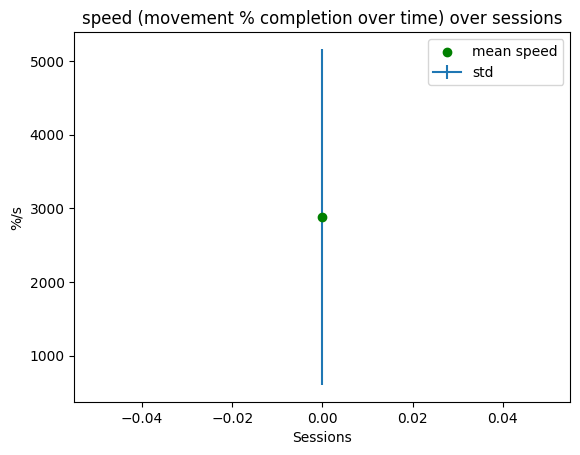 speed (movement % completion over time) over sessions
mean speed
std
5000
4000
3000
2000
1000
%/s
−0.04
−0.02
0.00
0.02
0.04
Sessions